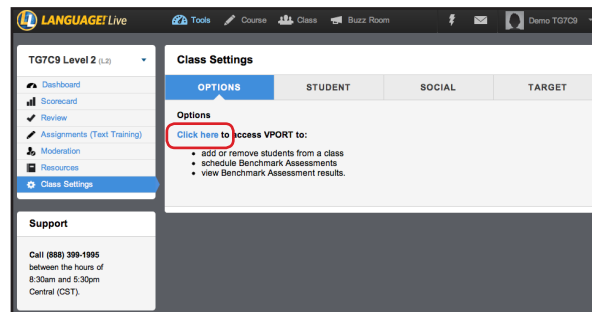 LANGUAGE! Live
Tools Course Class Buzz Room Demo TG7C9
TG7C9 Level 2 (L2)
Dashboard
Scorecard
Review
Assignments (Text Training)
Moderation
Resources
Class Settings
Support
Call (888) 399-1995
between the hours of
8:30am and 5:30pm
Central (CST).
Class Settings
OPTIONS STUDENT SOCIAL TARGET
Options
Click here to access VPORT to:
• add or remove students from a class
• schedule Benchmark Assessments
• view Benchmark Assessment results.